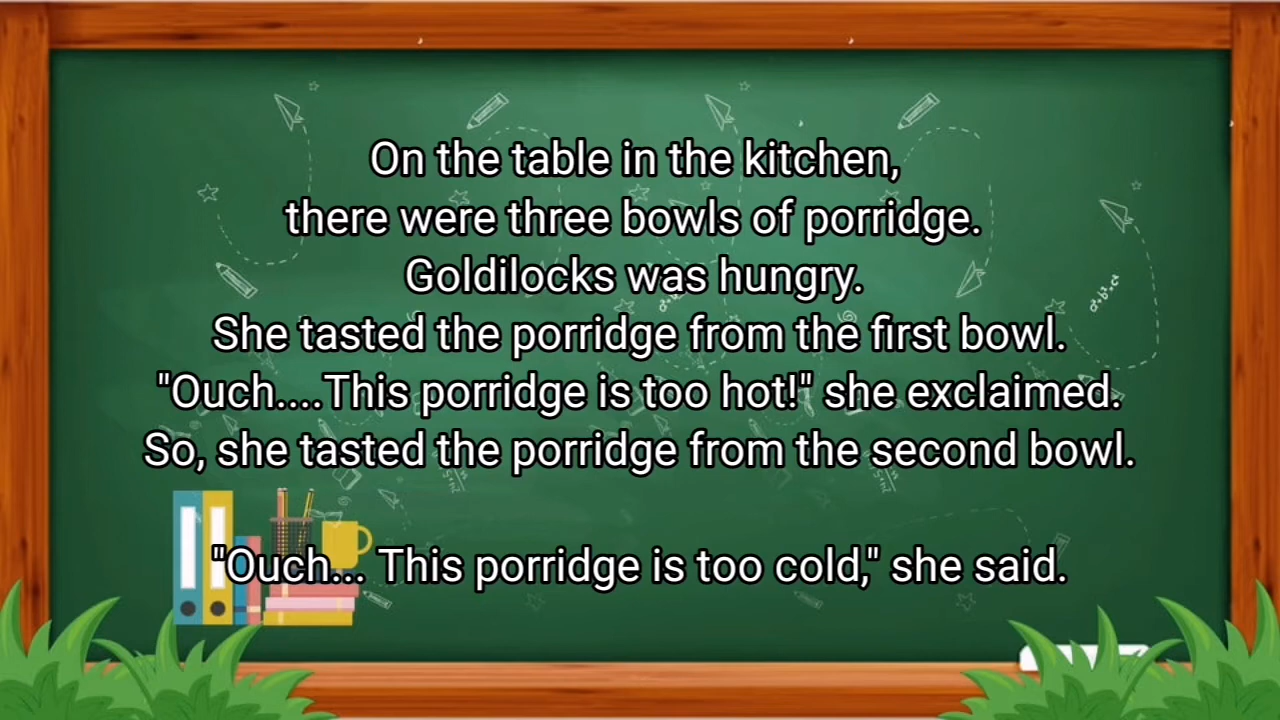 On the table in the kitchen,
there were three bowls of porridge.
Goldilocks was hungry.
She tasted the porridge from the first bowl.
"Ouch....This porridge is too hot!" she exclaimed.
So, she tasted the porridge from the second bowl.
"Ouch... This porridge is too cold," she said.